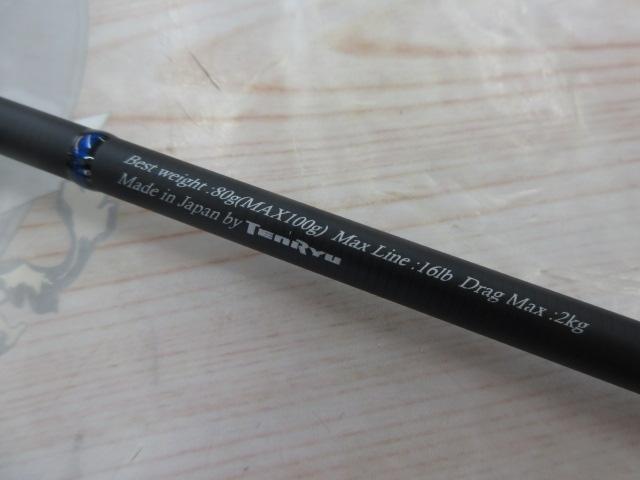 Best weight :80g(MAX100g) Max Line :16lb Drag Max :2kg
Made in Japan by TenRyu